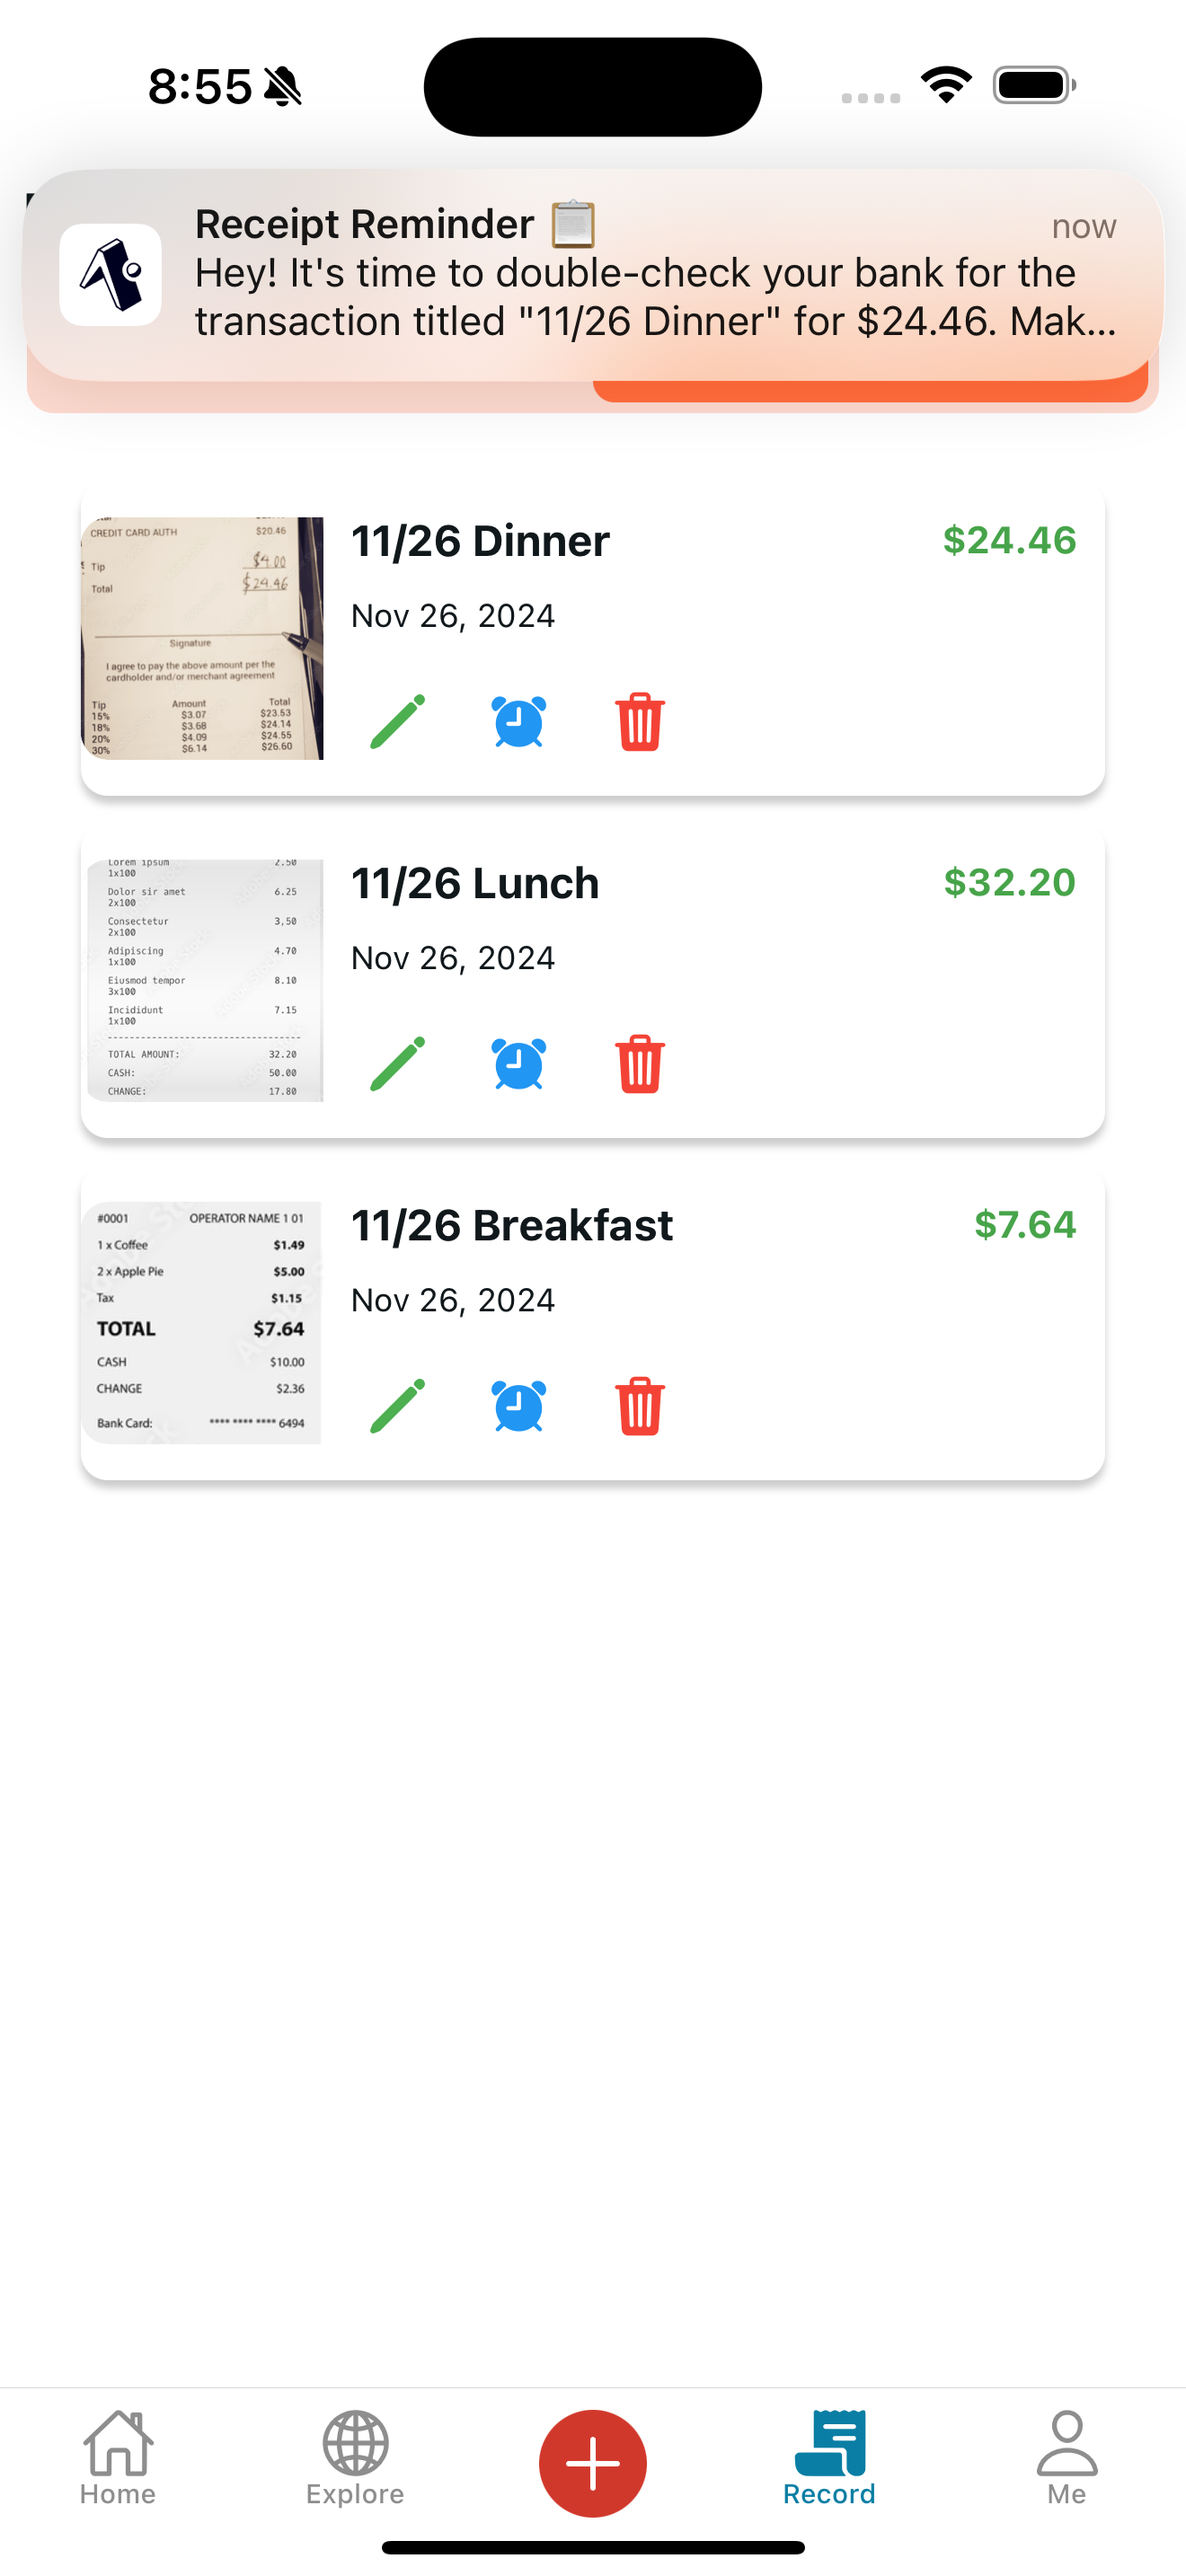 8:55
Receipt Reminder 📋
now
Hey! It's time to double-check your bank for the
transaction titled "11/26 Dinner" for $24.46. Mak...
11/26 Dinner
$24.46
Nov 26, 2024
CREDIT CARD AUTH $20.46
Tip $4.00
Total $24.46
Signature
I agree to pay the above amount per the
cardholder and/or merchant agreement
Tip Amount Total
15% $3.07 $23.53
18% $3.68 $24.14
20% $4.09 $24.55
30% $6.14 $26.60
11/26 Lunch
$32.20
Nov 26, 2024
Lorem ipsum 2.50
1x100
Dolor sir amet 6.25
2x100
Consectetur 3,50
2x100
Adipiscing 4.70
1x100
Eiusmod tempor 8.10
3x100
Incididunt 7.15
1x100
TOTAL AMOUNT: 32.20
CASH: 50.00
CHANGE: 17.80
11/26 Breakfast
$7.64
Nov 26, 2024
#0001 OPERATOR NAME 1 01
1 x Coffee $1.49
2 x Apple Pie $5.00
Tax $1.15
TOTAL $7.64
CASH $10.00
CHANGE $2.36
Bank Card: **** **** **** 6494
Home
Explore
Record
Me